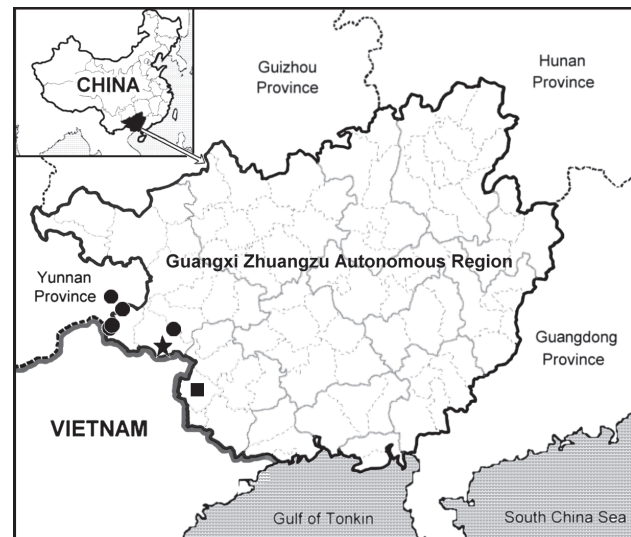 CHINA
Guizhou
Province
Hunan
Province
Guangxi Zhuangzu Autonomous Region
Yunnan
Province
Guangdong
Province
VIETNAM
Gulf of Tonkin
South China Sea